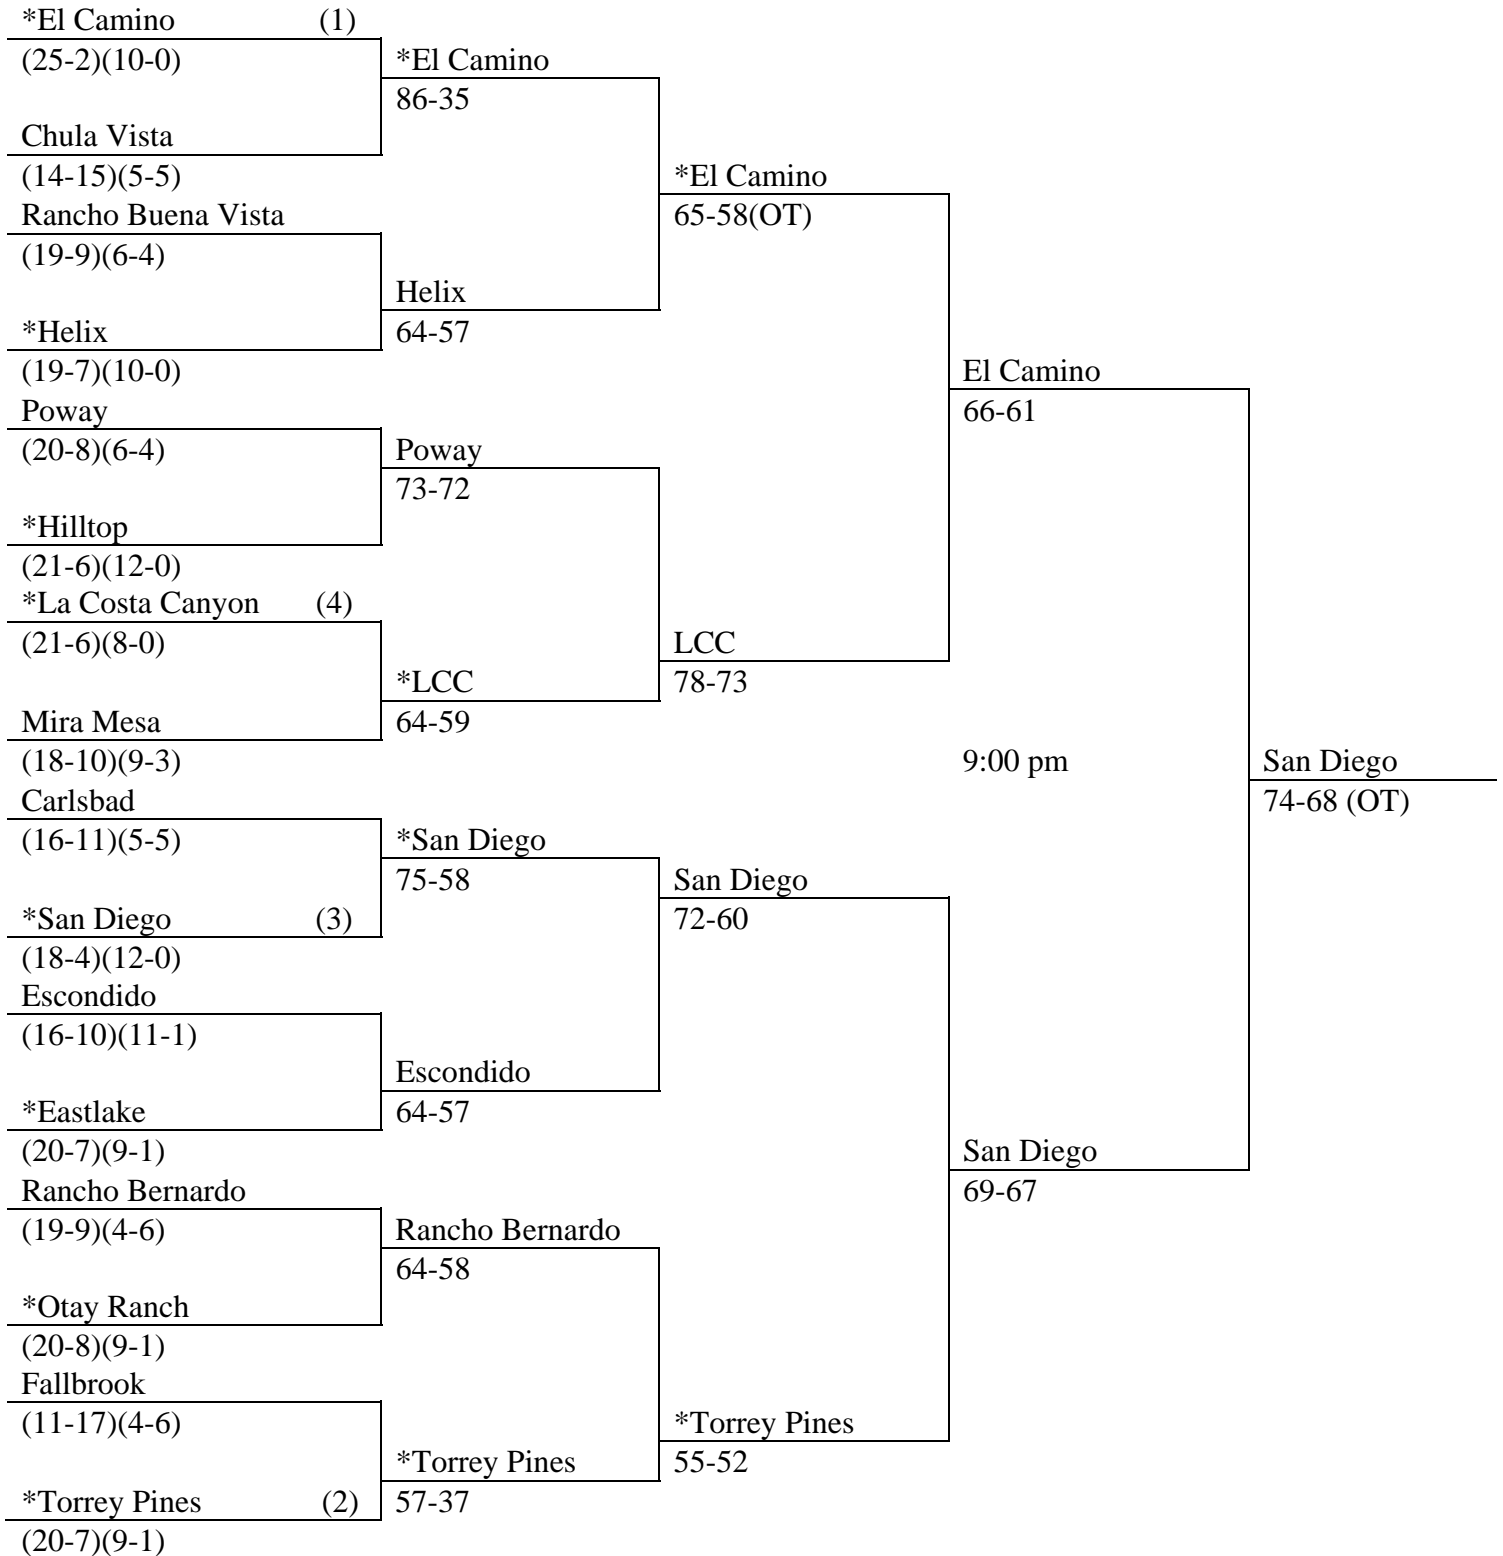 *El Camino (1)
(25-2)(10-0)
*El Camino
86-35
Chula Vista
(14-15)(5-5)
*El Camino
Rancho Buena Vista
65-58(OT)
(19-9)(6-4)
Helix
*Helix
64-57
(19-7)(10-0)
El Camino
Poway
66-61
(20-8)(6-4)
Poway
73-72
*Hilltop
(21-6)(12-0)
*La Costa Canyon (4)
(21-6)(8-0)
LCC
*LCC
78-73
Mira Mesa
64-59
(18-10)(9-3)
9:00 pm
San Diego
Carlsbad
74-68 (OT)
(16-11)(5-5)
*San Diego
75-58
San Diego
*San Diego (3)
72-60
(18-4)(12-0)
Escondido
(16-10)(11-1)
Escondido
*Eastlake
64-57
(20-7)(9-1)
San Diego
Rancho Bernardo
69-67
(19-9)(4-6)
Rancho Bernardo
64-58
*Otay Ranch
(20-8)(9-1)
Fallbrook
(11-17)(4-6)
*Torrey Pines
*Torrey Pines
55-52
*Torrey Pines (2)
57-37
(20-7)(9-1)